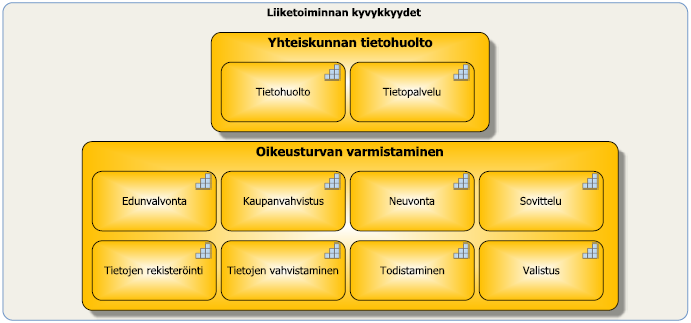 Liiketoiminnan kyvykkyydet
Yhteiskunnan tietohuolto
Tietohuolto
Tietopalvelu
Oikeusturvan varmistaminen
Edunvalvonta
Kaupanvahvistus
Neuvonta
Sovittelu
Tietojen rekisteröinti
Tietojen vahvistaminen
Todistaminen
Valistus